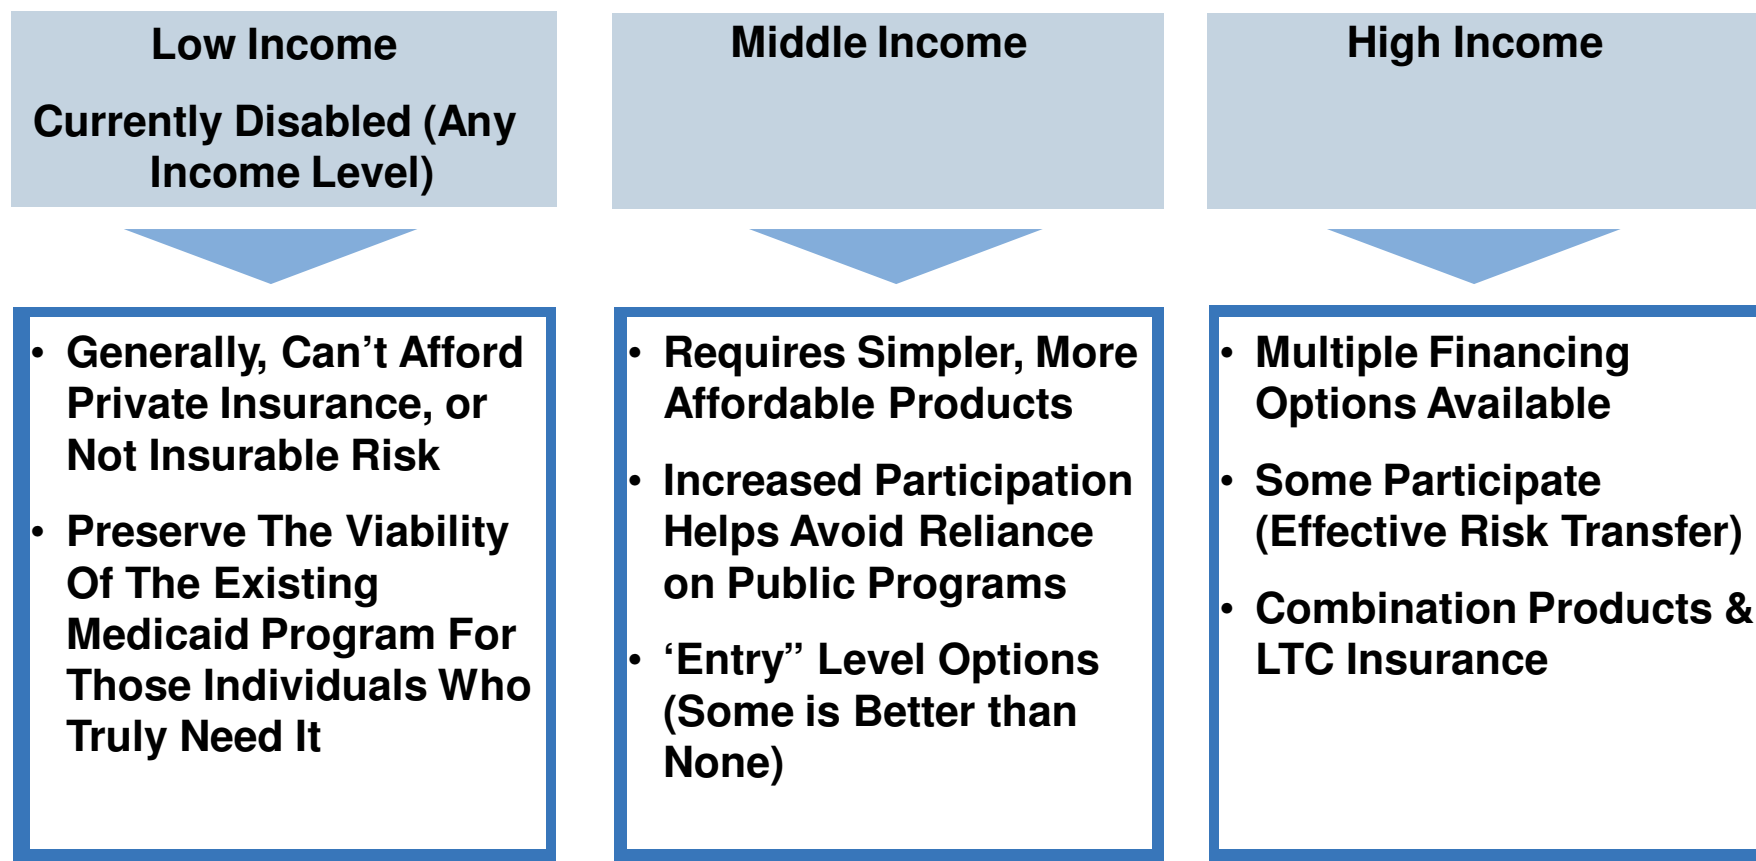 Low Income
Currently Disabled (Any
Income Level)
Middle Income
High Income
• Generally, Can’t Afford
Private Insurance, or
Not Insurable Risk
• Preserve The Viability
Of The Existing
Medicaid Program For
Those Individuals Who
Truly Need It
• Requires Simpler, More
Affordable Products
• Increased Participation
Helps Avoid Reliance
on Public Programs
• ‘Entry” Level Options
(Some is Better than
None)
• Multiple Financing
Options Available
• Some Participate
(Effective Risk Transfer)
• Combination Products &
LTC Insurance